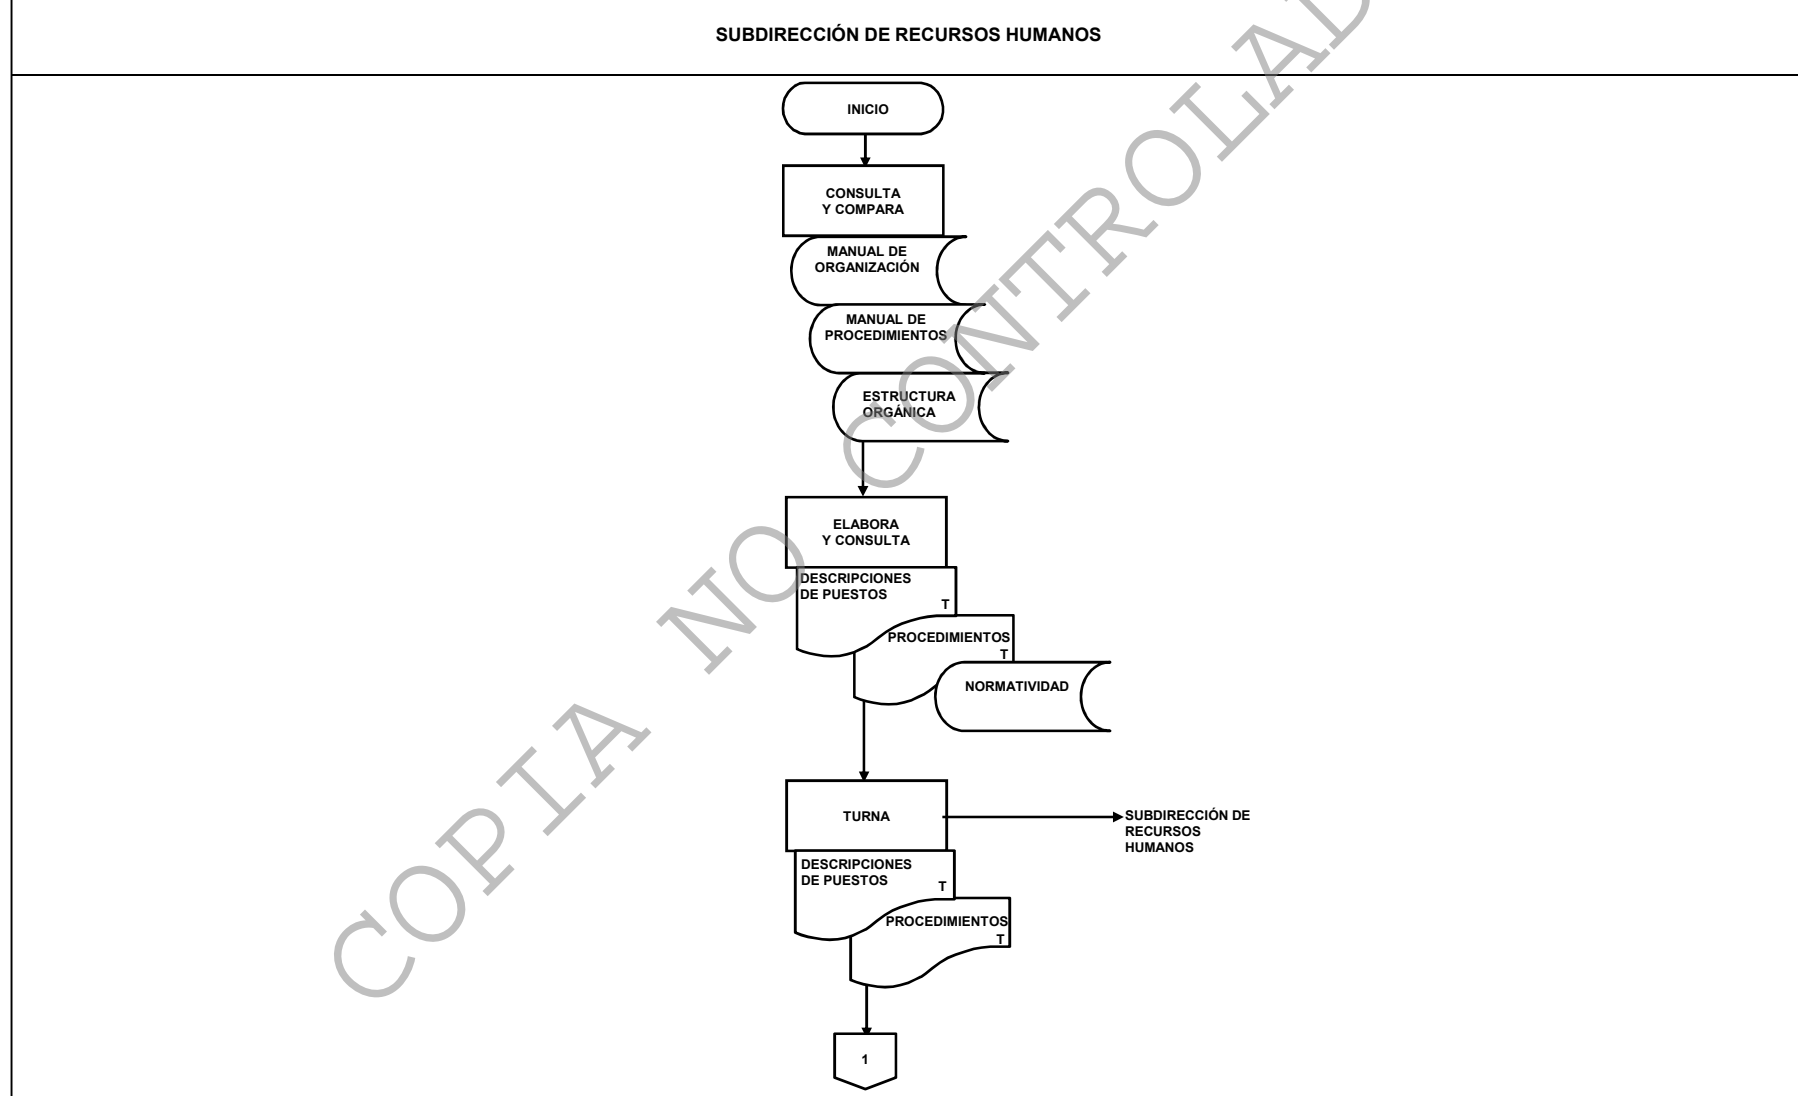 SUBDIRECCIÓN DE RECURSOS HUMANOS
INICIO
CONSULTA
Y COMPARA
MANUAL DE
ORGANIZACIÓN
MANUAL DE
PROCEDIMIENTOS
ESTRUCTURA
ORGÁNICA
ELABORA
Y CONSULTA
DESCRIPCIONES
DE PUESTOS
T
PROCEDIMIENTOS
T
NORMATIVIDAD
TURNA
SUBDIRECCIÓN DE
RECURSOS
HUMANOS
DESCRIPCIONES
DE PUESTOS
T
PROCEDIMIENTOS
T
1
COPIA NO CONTROLAD